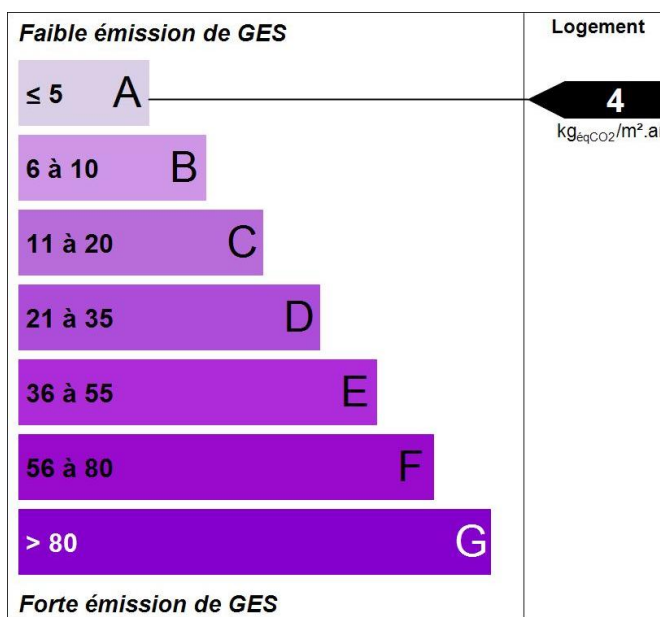 Faible émission de GES
Logement
≤ 5 A
4
kgéqCO2/m².a
6 à 10 B
11 à 20 C
21 à 35 D
36 à 55 E
56 à 80 F
> 80 G
Forte émission de GES